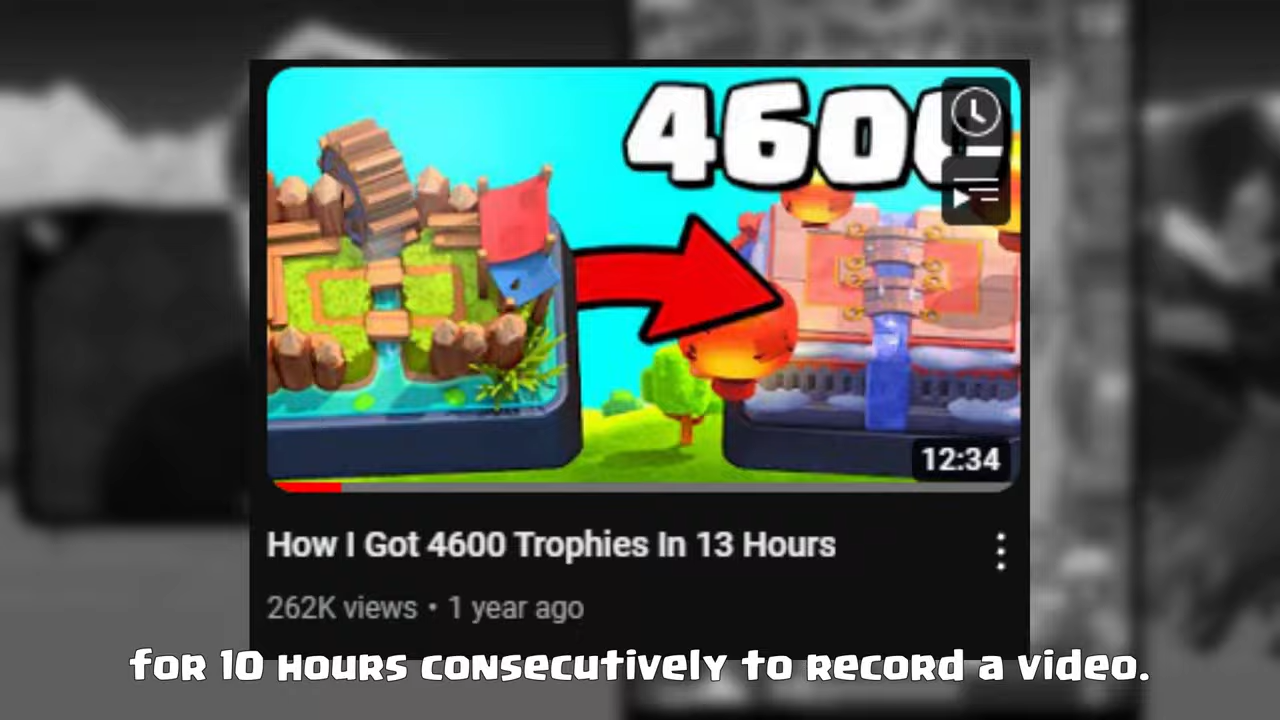 4600
12:34
How I Got 4600 Trophies In 13 Hours
262K views • 1 year ago
for 10 hours consecutively to record a video.